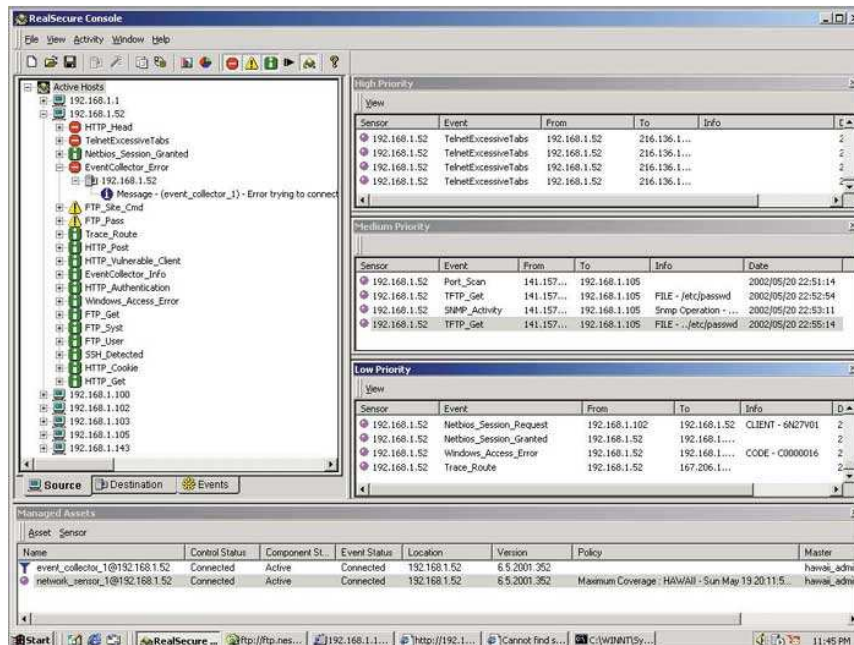 RealSecure Console
File View Activity Window Help
Active Hosts
192.168.1.1
192.168.1.52
HTTP_Head
TelnetExcessiveTabs
Netbios_Session_Granted
EventCollector_Error
192.168.1.52
Message - (event_collector_1) - Error trying to connect
FTP_Site_Cmd
FTP_Pass
Trace_Route
HTTP_Post
HTTP_Vulnerable_Client
EventCollector_Info
HTTP_Authentication
Windows_Access_Error
FTP_Get
FTP_Syst
FTP_User
SSH_Detected
HTTP_Cookie
HTTP_Get
192.168.1.100
192.168.1.102
192.168.1.103
192.168.1.105
192.168.1.143
Source Destination Events
High Priority
View
Sensor Event From To Info
192.168.1.52 TelnetExcessiveTabs 192.168.1.52 216.136.1... 2
192.168.1.52 TelnetExcessiveTabs 192.168.1.52 216.136.1... 2
192.168.1.52 TelnetExcessiveTabs 192.168.1.52 216.136.1... 2
192.168.1.52 TelnetExcessiveTabs 192.168.1.52 216.136.1... 2
Medium Priority
Sensor Event From To Info Date
192.168.1.52 Port_Scan 141.157... 192.168.1.105 2002/05/20 22:51:14
192.168.1.52 TFTP_Get 141.157... 192.168.1.105 FILE - /etc/passwd 2002/05/20 22:52:54
192.168.1.52 SNMP_Activity 141.157... 192.168.1.105 Snmp Operation - ... 2002/05/20 22:53:11
192.168.1.52 TFTP_Get 141.157... 192.168.1.105 FILE - ../etc/passwd 2002/05/20 22:55:14
Low Priority
View
Sensor Event From To Info D
192.168.1.52 Netbios_Session_Request 192.168.1.102 192.168.1.52 CLIENT - 6N27V01 2
192.168.1.52 Netbios_Session_Granted 192.168.1.52 192.168.1.... 2
192.168.1.52 Windows_Access_Error 192.168.1.52 192.168.1.... CODE - C0000016 2
192.168.1.52 Trace_Route 192.168.1.52 167.206.1... 2
Managed Assets
Asset Sensor
Name Control Status Component St... Event Status Location Version Policy Master
event_collector_1@192.168.1.52 Connected Active Connected 192.168.1.52 6.5.2001.352 hawaii_admi
network_sensor_1@192.168.1.52 Connected Active Connected 192.168.1.52 6.5.2001.352 Maximum Coverage : HAWAII - Sun May 19 20:11:5... hawaii_admi
Start RealSecure ... ftp://ftp.nes... 192.168.1.1... http://192.1... Cannot find s... C:\WINNT\Sy... 11:45 PM